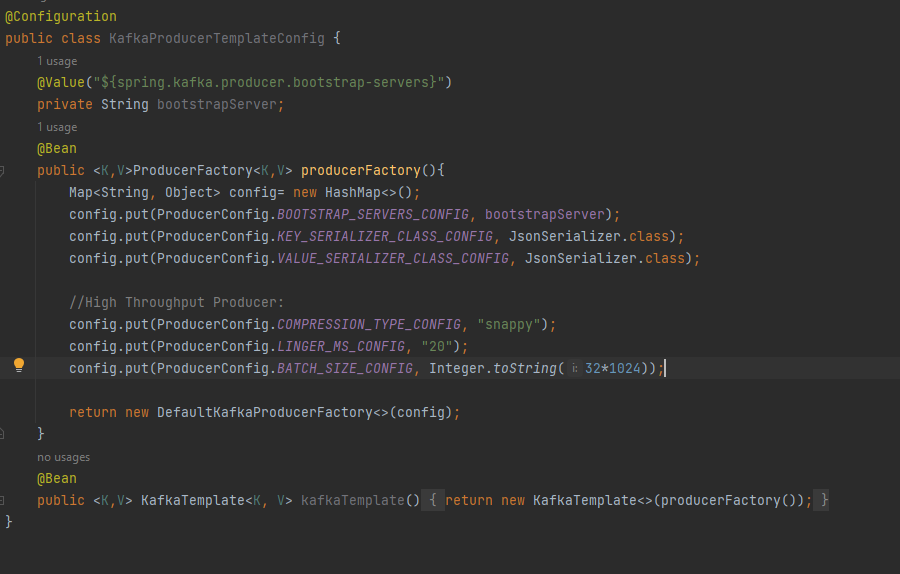 @Configuration
public class KafkaProducerTemplateConfig {
1 usage
@Value("${spring.kafka.producer.bootstrap-servers}")
private String bootstrapServer;
1 usage
@Bean
public <K,V>ProducerFactory<K,V> producerFactory(){
Map<String, Object> config= new HashMap<>();
config.put(ProducerConfig.BOOTSTRAP_SERVERS_CONFIG, bootstrapServer);
config.put(ProducerConfig.KEY_SERIALIZER_CLASS_CONFIG, JsonSerializer.class);
config.put(ProducerConfig.VALUE_SERIALIZER_CLASS_CONFIG, JsonSerializer.class);
//High Throughput Producer:
config.put(ProducerConfig.COMPRESSION_TYPE_CONFIG, "snappy");
config.put(ProducerConfig.LINGER_MS_CONFIG, "20");
config.put(ProducerConfig.BATCH_SIZE_CONFIG, Integer.toString( i: 32*1024));
return new DefaultKafkaProducerFactory<>(config);
}
no usages
@Bean
public <K,V> KafkaTemplate<K, V> kafkaTemplate() { return new KafkaTemplate<>(producerFactory()); }
}